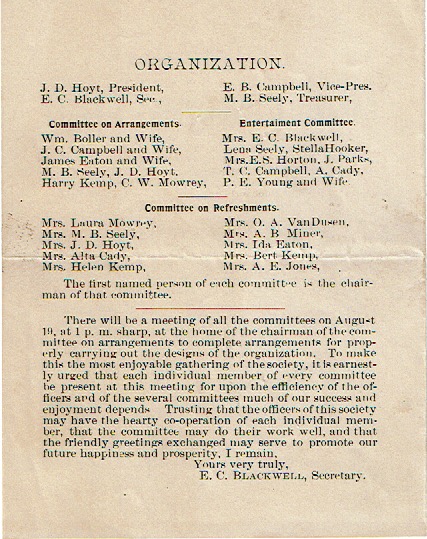 ORGANIZATION.
J. D. Hoyt, President, E. B. Campbell, Vice-Pres.
E. C. Blackwell, Sec., M. B. Seely, Treasurer,
Committee on Arrangements.
Wm. Boller and Wife,
J. C. Campbell and Wife,
James Eaton and Wife,
M. B. Seely, J. D. Hoyt,
Harry Kemp, C. W. Mowrey,
Entertaiment Committee.
Mrs. E. C. Blackwell,
Lena Seely, StellaHooker,
Mrs.E.S. Horton, J. Parks,
T. C. Campbell, A. Cady,
P. E. Young and Wife
Committee on Refreshments.
Mrs. Laura Mowrey, Mrs. O. A. VanDusen,
Mrs. M. B. Seely, Mrs. A. B Miner,
Mrs. J. D. Hoyt, Mrs. Ida Eaton,
Mrs. Alta Cady, Mrs. Bert Kemp,
Mrs. Helen Kemp, Mrs. A. E. Jones,
The first named person of each committee is the chair-
man of that committee.
There will be a meeting of all the committees on August
19, at 1 p. m. sharp, at the home of the chairman of the com-
mittee on arrangements to complete arrangements for prop-
erly carrying out the designs of the organization. To make
this the most enjoyable gathering of the society, it is earnest-
ly urged that each individual member of every committee
be present at this meeting for upon the efficiency of the of-
ficers and of the several committees much of our success and
enjoyment depends Trusting that the officers of this society
may have the hearty co-operation of each individual mem-
ber, that the committee may do their work well, and that
the friendly greetings exchanged may serve to promote our
future happiness and prosperity, I remain,
Yours very truly,
E. C. BLACKWELL, Secretary.